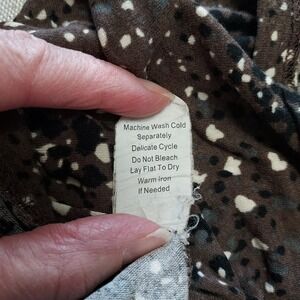 Machine Wash Cold
Separately
Delicate Cycle
Do Not Bleach
Lay Flat To Dry
Warm Iron
If Needed